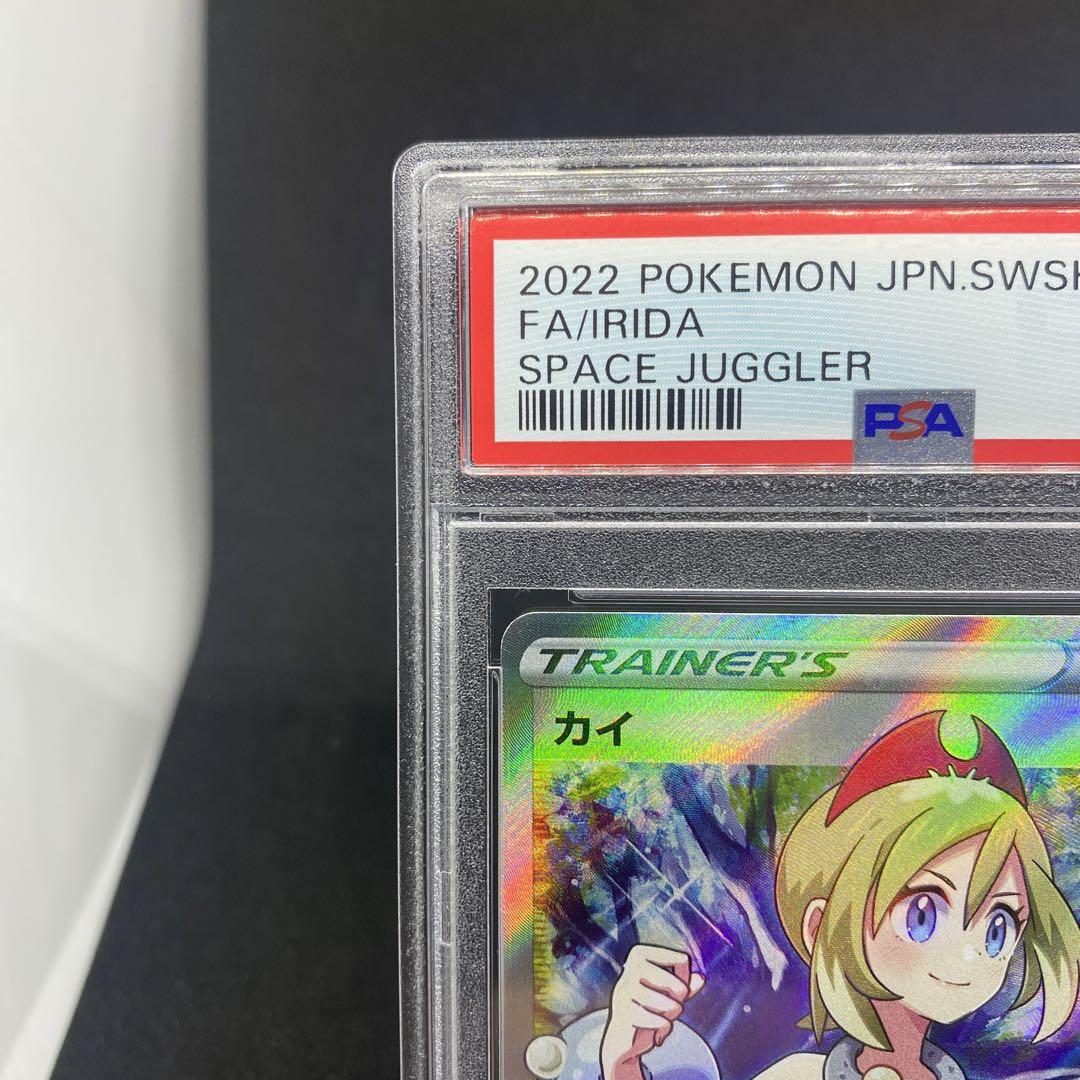 2022 POKEMON JPN.SWSH
FA/IRIDA
SPACE JUGGLER
PSA
TRAINER'S
カイ